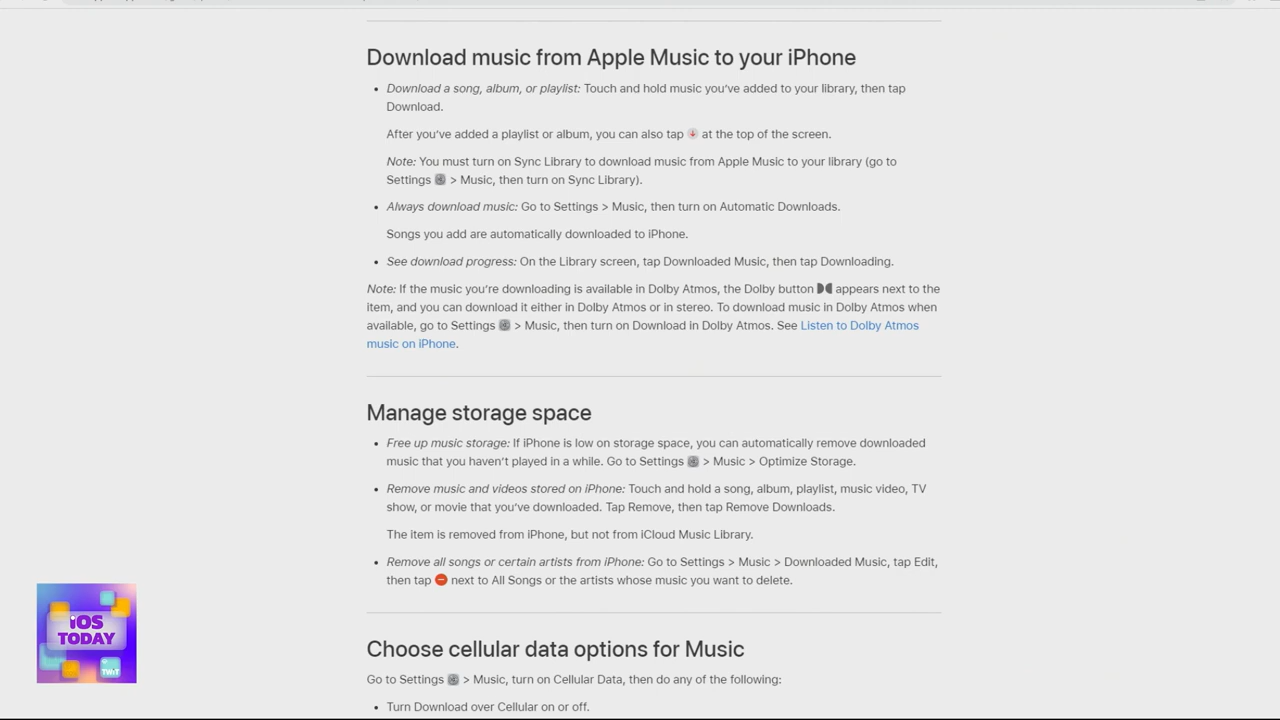 Download music from Apple Music to your iPhone
• Download a song, album, or playlist: Touch and hold music you've added to your library, then tap
Download.
After you've added a playlist or album, you can also tap at the top of the screen.
Note: You must turn on Sync Library to download music from Apple Music to your library (go to
Settings > Music, then turn on Sync Library).
• Always download music: Go to Settings > Music, then turn on Automatic Downloads.
Songs you add are automatically downloaded to iPhone.
• See download progress: On the Library screen, tap Downloaded Music, then tap Downloading.
Note: If the music you're downloading is available in Dolby Atmos, the Dolby button appears next to the
item, and you can download it either in Dolby Atmos or in stereo. To download music in Dolby Atmos when
available, go to Settings > Music, then turn on Download in Dolby Atmos. See Listen to Dolby Atmos
music on iPhone.
Manage storage space
• Free up music storage: If iPhone is low on storage space, you can automatically remove downloaded
music that you haven't played in a while. Go to Settings > Music > Optimize Storage.
• Remove music and videos stored on iPhone: Touch and hold a song, album, playlist, music video, TV
show, or movie that you've downloaded. Tap Remove, then tap Remove Downloads.
The item is removed from iPhone, but not from iCloud Music Library.
• Remove all songs or certain artists from iPhone: Go to Settings > Music > Downloaded Music, tap Edit,
then tap next to All Songs or the artists whose music you want to delete.
iOS
TODAY
TWiT
Choose cellular data options for Music
Go to Settings > Music, turn on Cellular Data, then do any of the following:
• Turn Download over Cellular on or off.